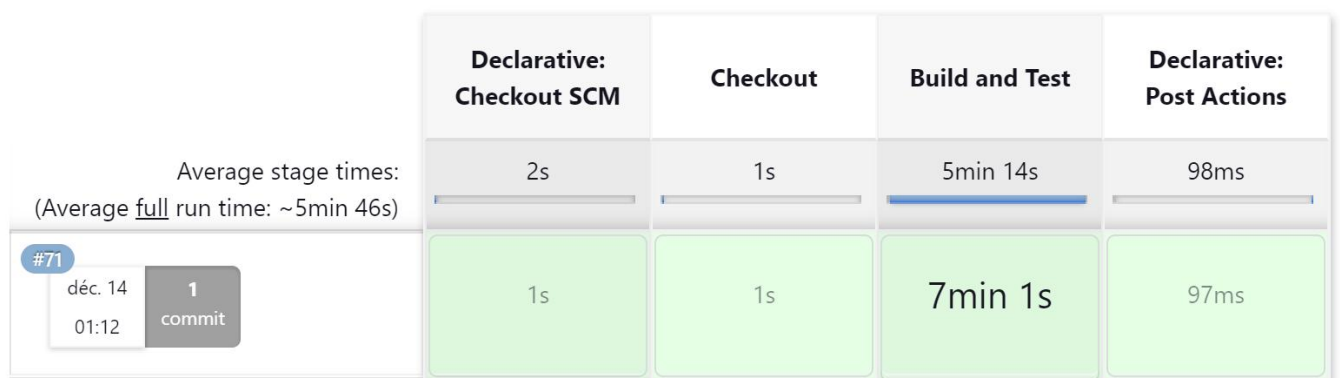 Declarative:
Checkout SCM
Checkout
Build and Test
Declarative:
Post Actions
Average stage times:
(Average full run time: ~5min 46s)
2s
1s
5min 14s
98ms
#71
déc. 14
01:12
1
commit
1s
1s
7min 1s
97ms